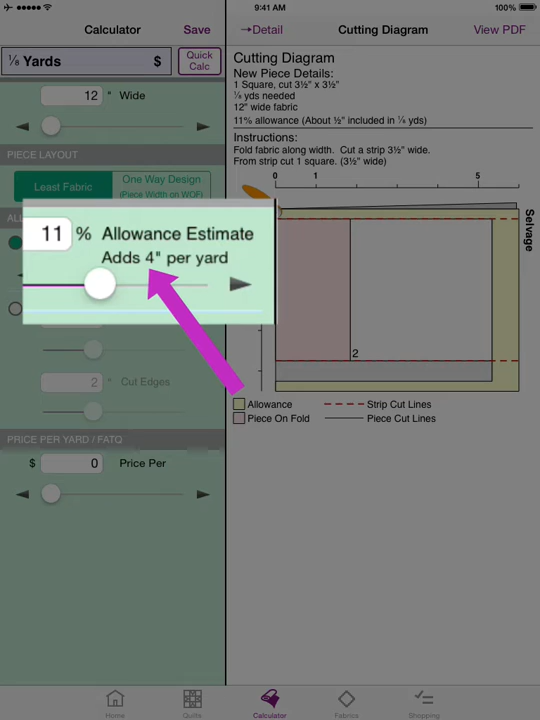 9:41 AM
100%
Calculator
Save
→Detail
Cutting Diagram
View PDF
⅛ Yards
$
Quick
Calc
12 " Wide
PIECE LAYOUT
Least Fabric
One Way Design
(Piece Width on WOF)
11 % Allowance Estimate
Adds 4" per yard
2 " Cut Edges
PRICE PER YARD / FATQ
$ 0 Price Per
Cutting Diagram
New Piece Details:
1 Square, cut 3½" x 3½"
⅛ yds needed
12" wide fabric
11% allowance (About ½" included in ⅛ yds)
Instructions:
Fold fabric along width. Cut a strip 3½" wide.
From strip cut 1 square. (3½" wide)
0 1 5
Selvage
2
Allowance
Strip Cut Lines
Piece On Fold
Piece Cut Lines
Home
Quilts
Calculator
Fabrics
Shopping